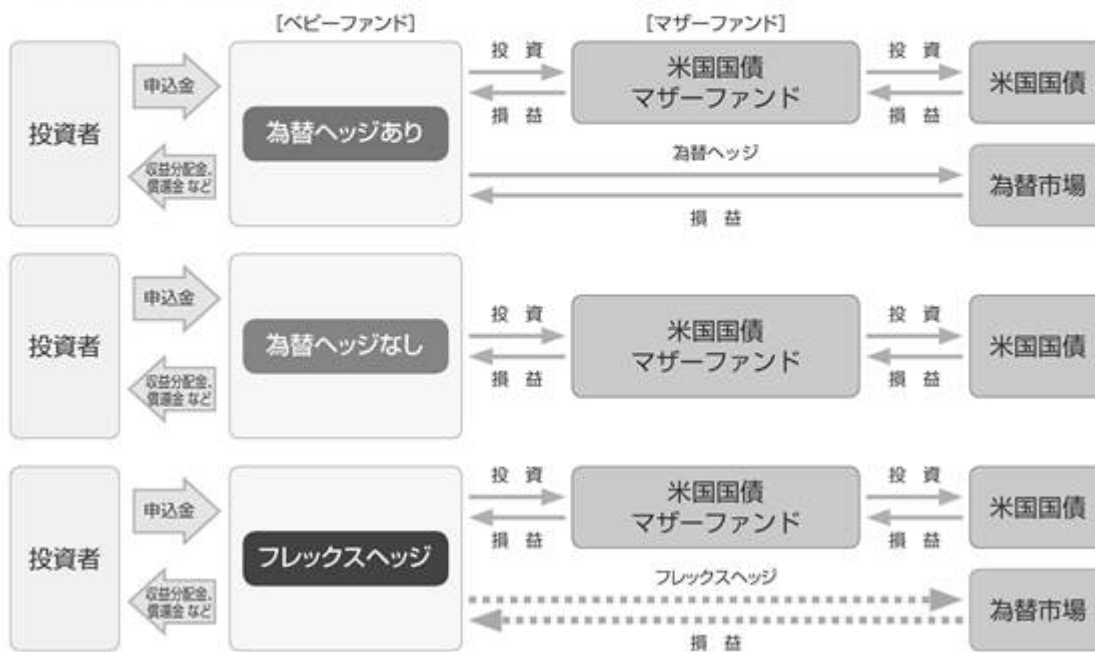 [ベビーファンド]
[マザーファンド]
投資者
申込金
収益分配金、
償還金 など
為替ヘッジあり
投 資
損 益
米国国債
マザーファンド
投 資
損 益
米国国債
為替ヘッジ
損 益
為替市場
投資者
申込金
収益分配金、
償還金 など
為替ヘッジなし
投 資
損 益
米国国債
マザーファンド
投 資
損 益
米国国債
投資者
申込金
収益分配金、
償還金 など
フレックスヘッジ
投 資
損 益
米国国債
マザーファンド
投 資
損 益
米国国債
フレックスヘッジ
損 益
為替市場